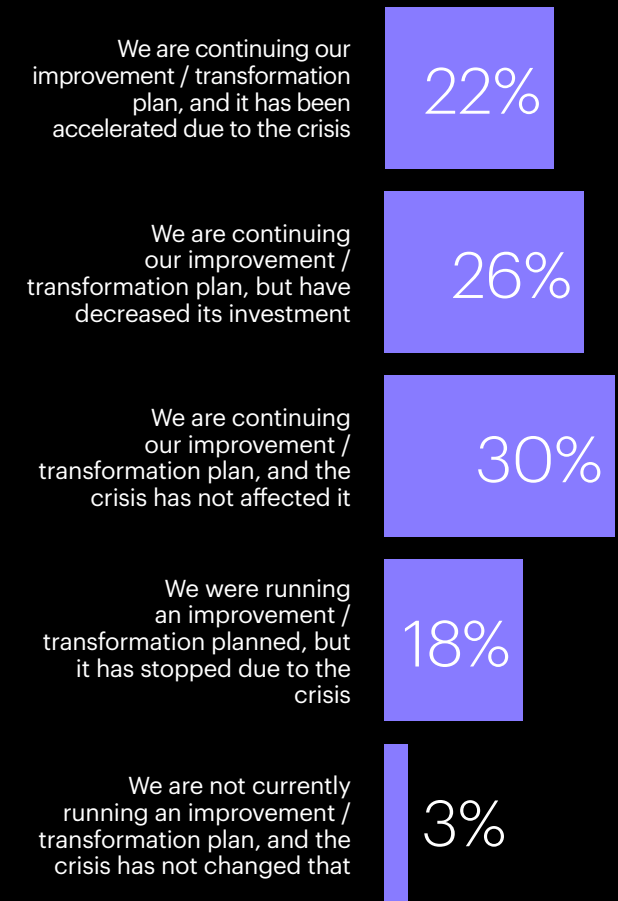 We are continuing our
improvement / transformation
plan, and it has been
accelerated due to the crisis
22%
We are continuing
our improvement /
transformation plan, but have
decreased its investment
26%
We are continuing
our improvement /
transformation plan, and the
crisis has not affected it
30%
We were running
an improvement /
transformation planned, but
it has stopped due to the
crisis
18%
We are not currently
running an improvement /
transformation plan, and the
crisis has not changed that
3%